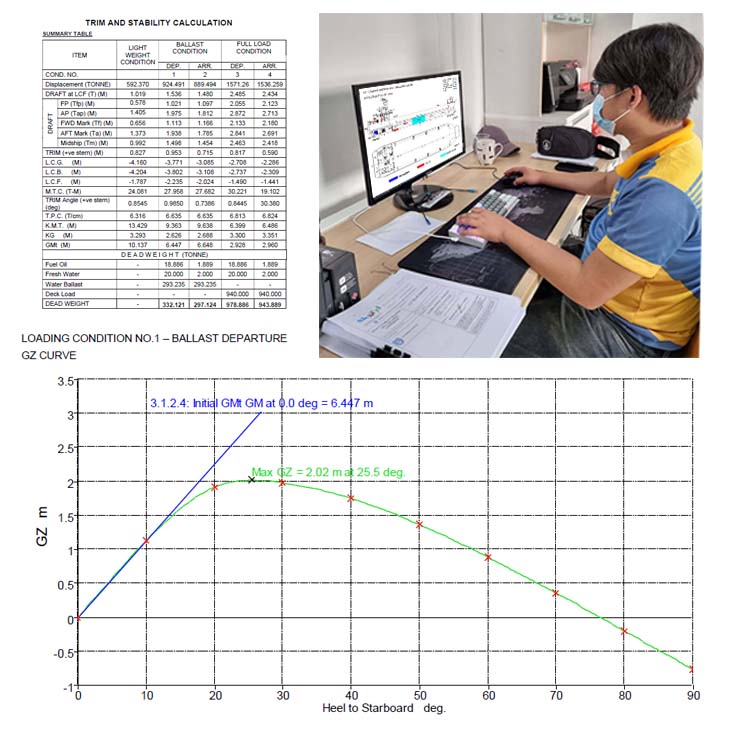 TRIM AND STABILITY CALCULATION
SUMMARY TABLE
ITEM LIGHT WEIGHT CONDITION BALLAST CONDITION FULL LOAD CONDITION
DEP. ARR. DEP. ARR.
COND. NO. 1 2 3 4
Displacement (TONNE) 592.370 924.491 889.494 1571.26 1536.259
DRAFT at LCF (T) (M) 1.019 1.536 1.480 2.485 2.434
DRAFT
FP (Tfp) (M) 0.578 1.021 1.097 2.055 2.123
AP (Tap) (M) 1.405 1.975 1.812 2.872 2.713
FWD Mark (Tf) (M) 0.656 1.113 1.166 2.133 2.180
AFT Mark (Ta) (M) 1.373 1.938 1.785 2.841 2.691
Midship (Tm) (M) 0.992 1.498 1.454 2.463 2.418
TRIM (+ve stern) (M) 0.827 0.953 0.715 0.817 0.590
L.C.G. (M) -4.160 -3.771 -3.085 -2.708 -2.286
L.C.B. (M) -4.204 -3.802 -3.108 -2.737 -2.309
L.C.F. (M) -1.787 -2.235 -2.024 -1.490 -1.441
M.T.C. (T-M) 24.081 27.958 27.682 30.221 19.102
TRIM Angle (+ve stern) (deg) 0.8545 0.9850 0.7386 0.8445 30.380
T.P.C. (T/cm) 6.316 6.635 6.635 6.813 6.824
K.M.T. (M) 13.429 9.363 9.636 6.399 6.486
KG (M) 3.293 2.626 2.688 3.300 3.351
GMt (M) 10.137 6.447 6.648 2.928 2.960
DEADWEIGHT (TONNE)
Fuel Oil - 18.886 1.889 18.886 1.889
Fresh Water - 20.000 2.000 20.000 2.000
Water Ballast - 293.235 293.235 - -
Deck Load - - - 940.000 940.000
DEAD WEIGHT - 332.121 297.124 978.886 943.889
LOADING CONDITION NO.1 – BALLAST DEPARTURE
GZ CURVE
3.5
3.1.2.4: Initial GMt GM at 0.0 deg = 6.447 m
3
2.5
Max GZ = 2.02 m at 25.5 deg.
2
1.5
GZ m
1
0.5
0
-0.5
-1
0 10 20 30 40 50 60 70 80 90
Heel to Starboard deg.